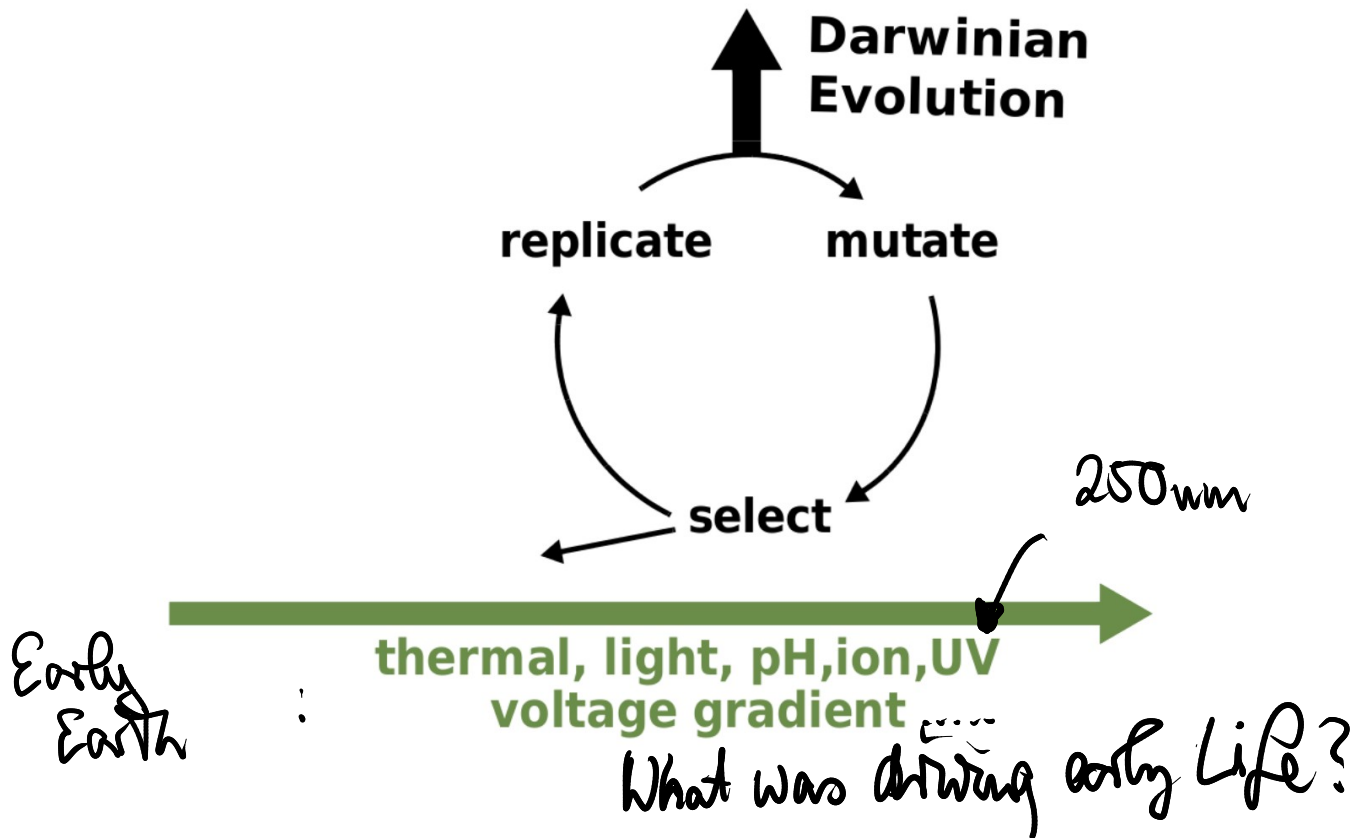 Darwinian
Evolution
replicate
mutate
select
250nm
thermal, light, pH,ion,UV
voltage gradient
Early
Earth :
What was driving early Life?